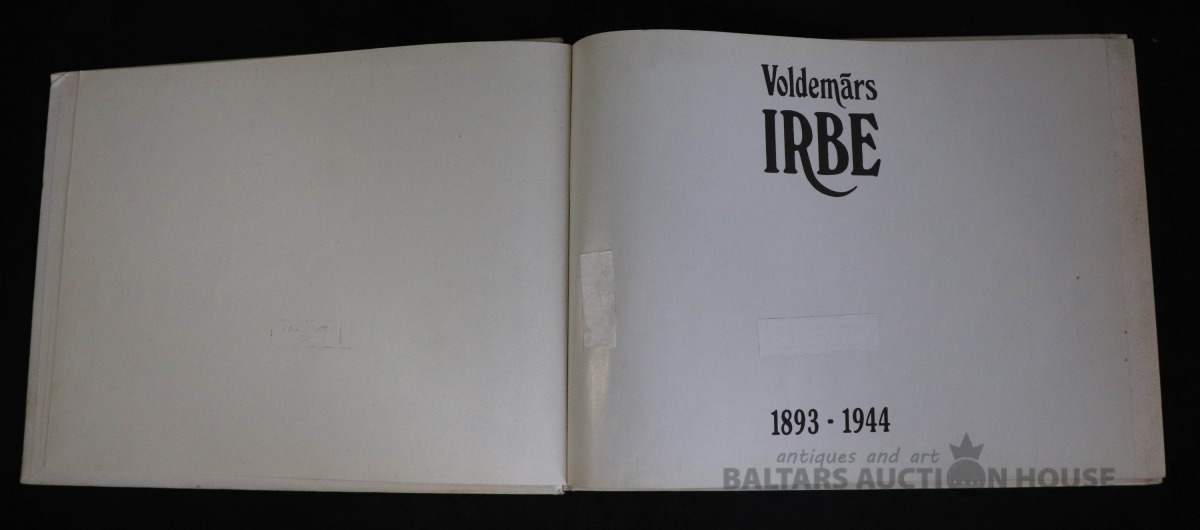 Voldemārs
IRBE
1893 - 1944
antiques and art
BALTARS AUCTION HOUSE